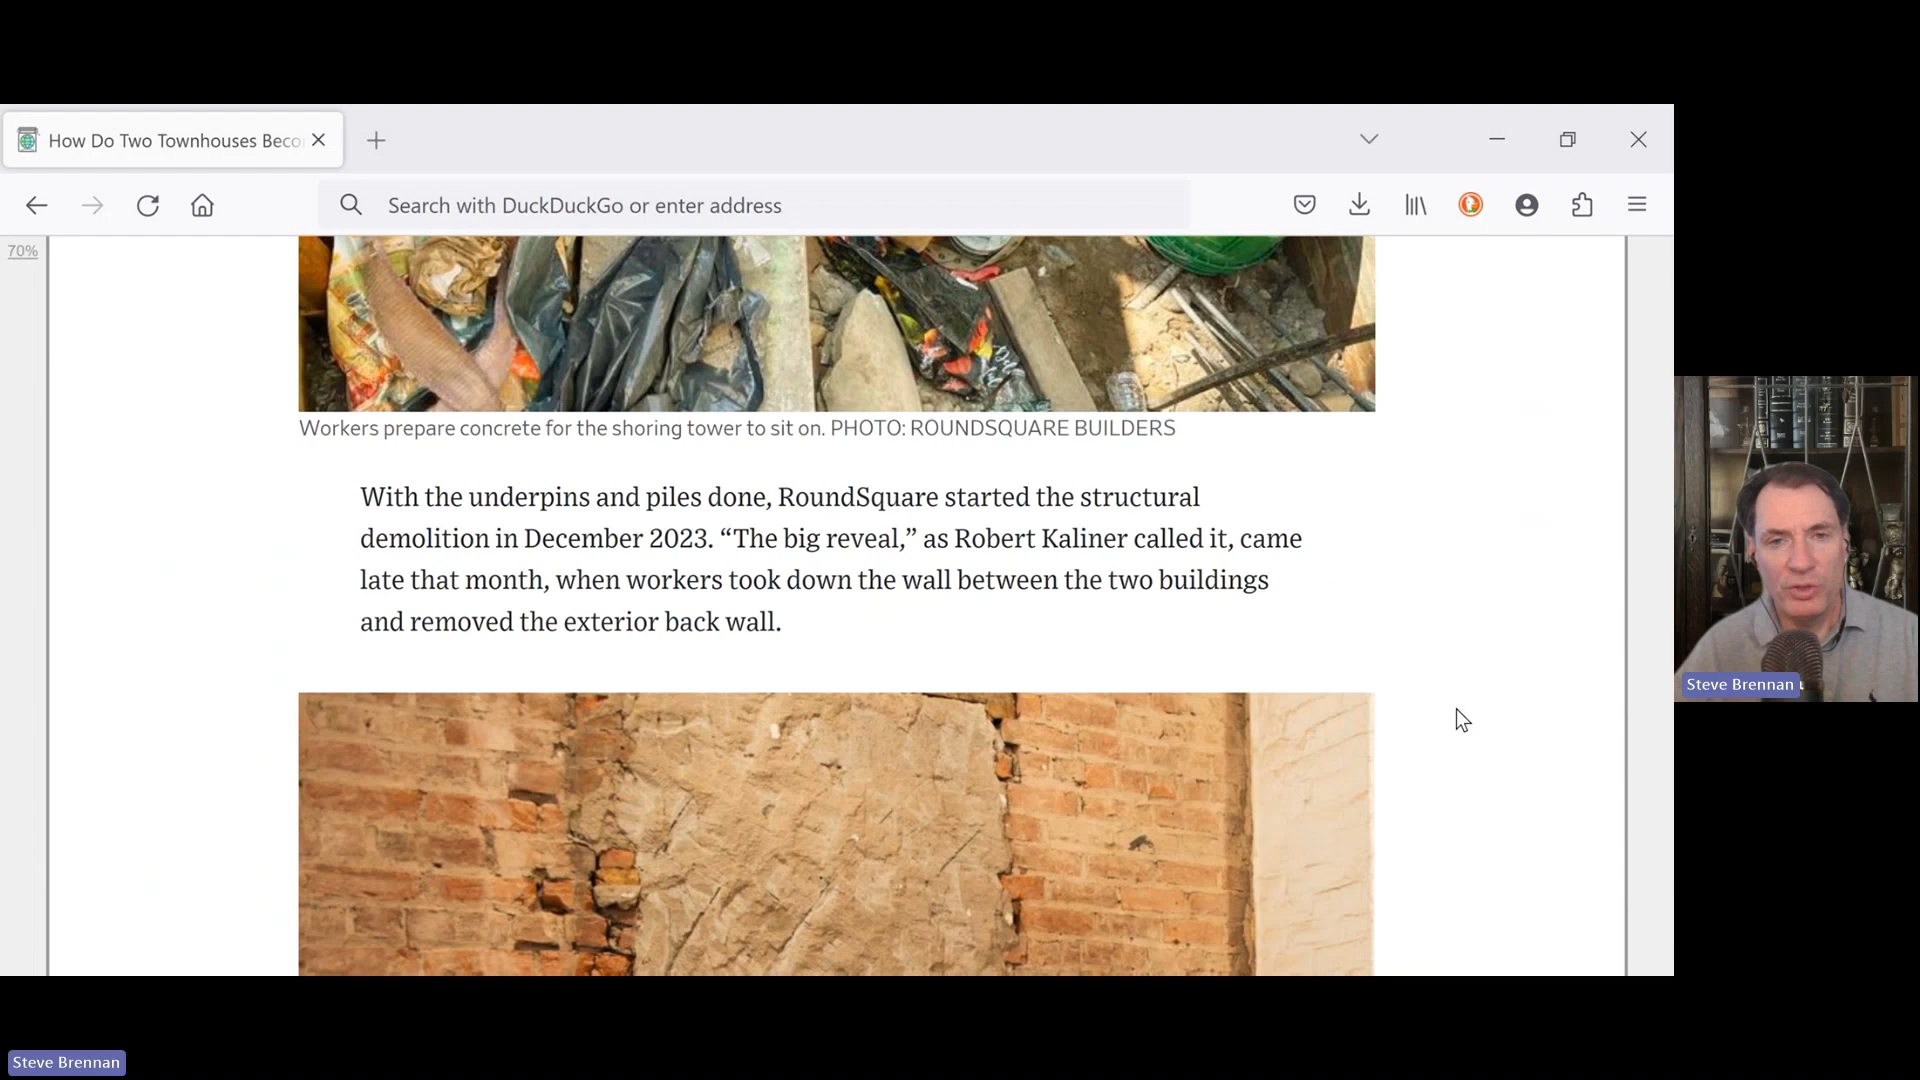 How Do Two Townhouses Beco
Search with DuckDuckGo or enter address
70%
Workers prepare concrete for the shoring tower to sit on. PHOTO: ROUNDSQUARE BUILDERS
With the underpins and piles done, RoundSquare started the structural
demolition in December 2023. “The big reveal,” as Robert Kaliner called it, came
late that month, when workers took down the wall between the two buildings
and removed the exterior back wall.
Steve Brennan
Steve Brennan